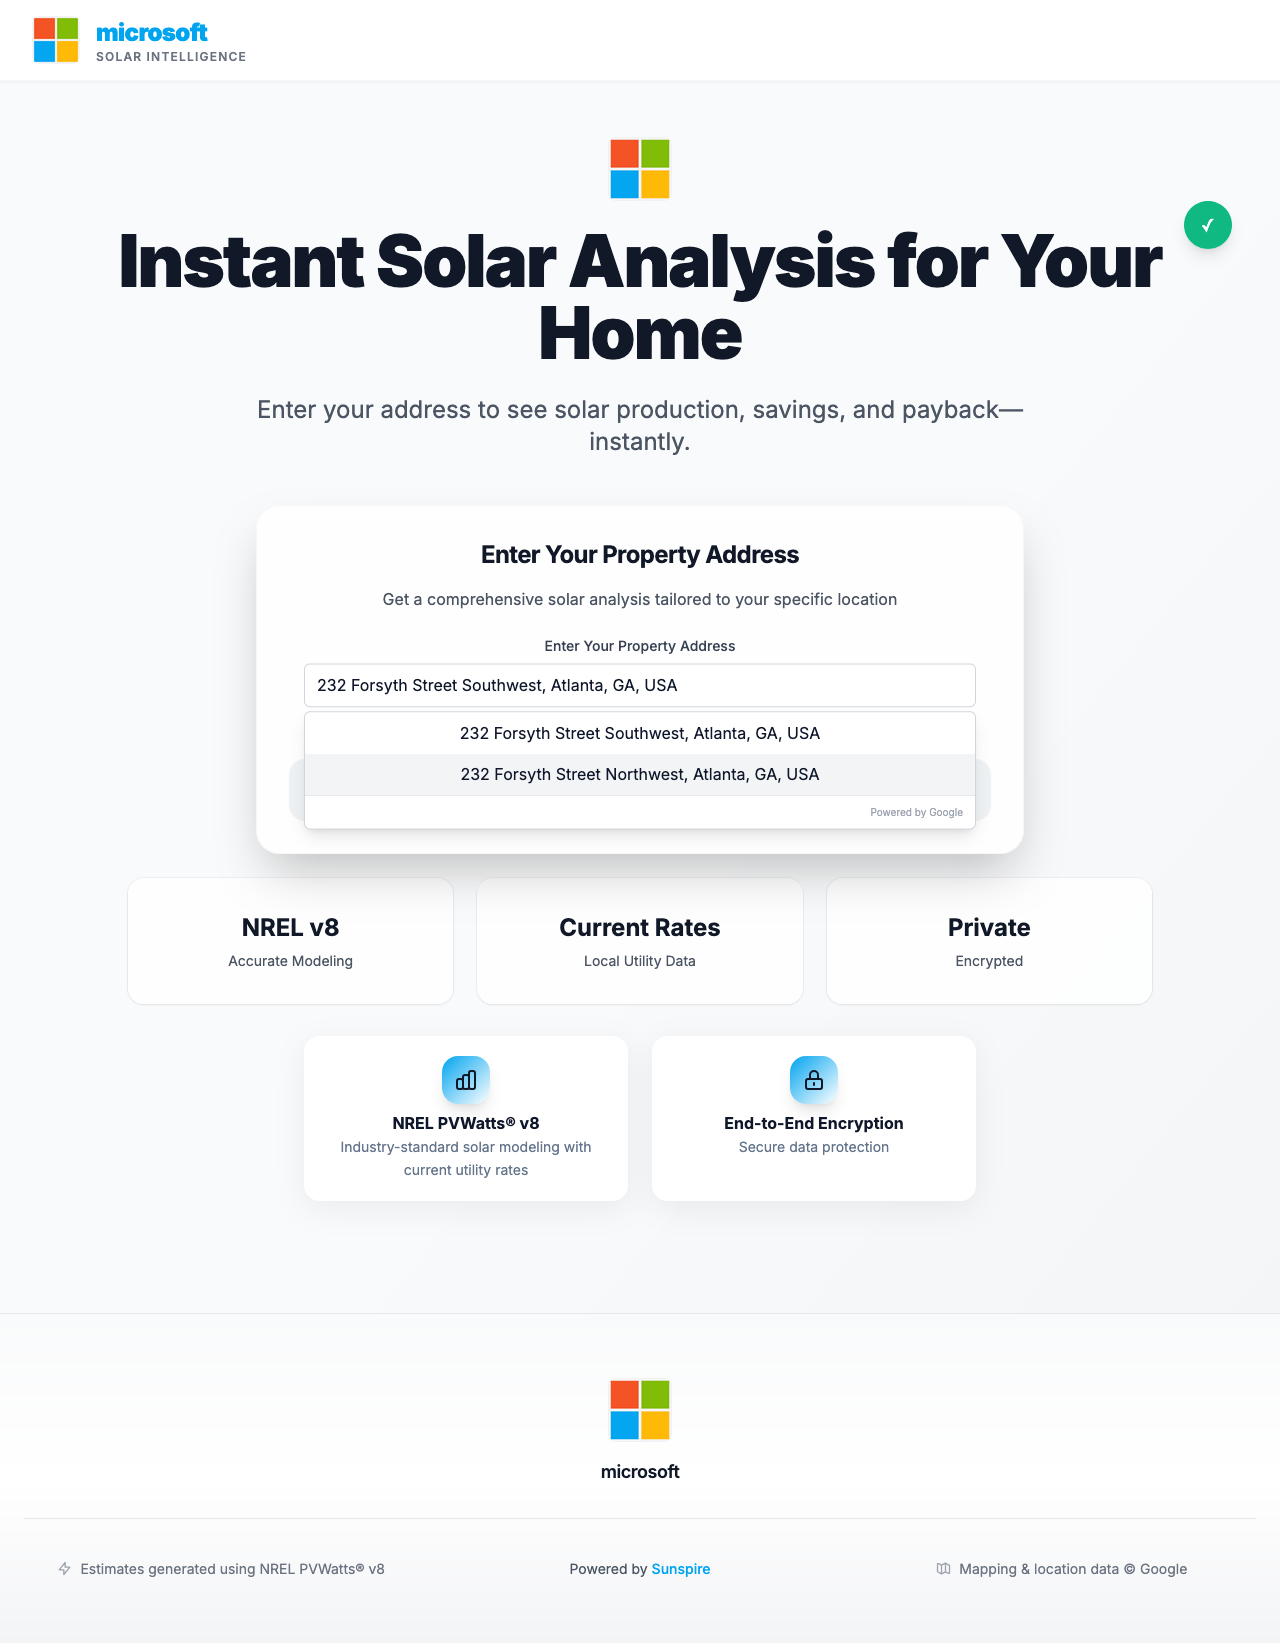 microsoft
SOLAR INTELLIGENCE
Instant Solar Analysis for Your
Home
Enter your address to see solar production, savings, and payback—
instantly.
Enter Your Property Address
Get a comprehensive solar analysis tailored to your specific location
Enter Your Property Address
232 Forsyth Street Southwest, Atlanta, GA, USA
232 Forsyth Street Southwest, Atlanta, GA, USA
232 Forsyth Street Northwest, Atlanta, GA, USA
Powered by Google
NREL v8
Accurate Modeling
Current Rates
Local Utility Data
Private
Encrypted
NREL PVWatts® v8
Industry-standard solar modeling with
current utility rates
End-to-End Encryption
Secure data protection
microsoft
Estimates generated using NREL PVWatts® v8
Powered by Sunspire
Mapping & location data © Google